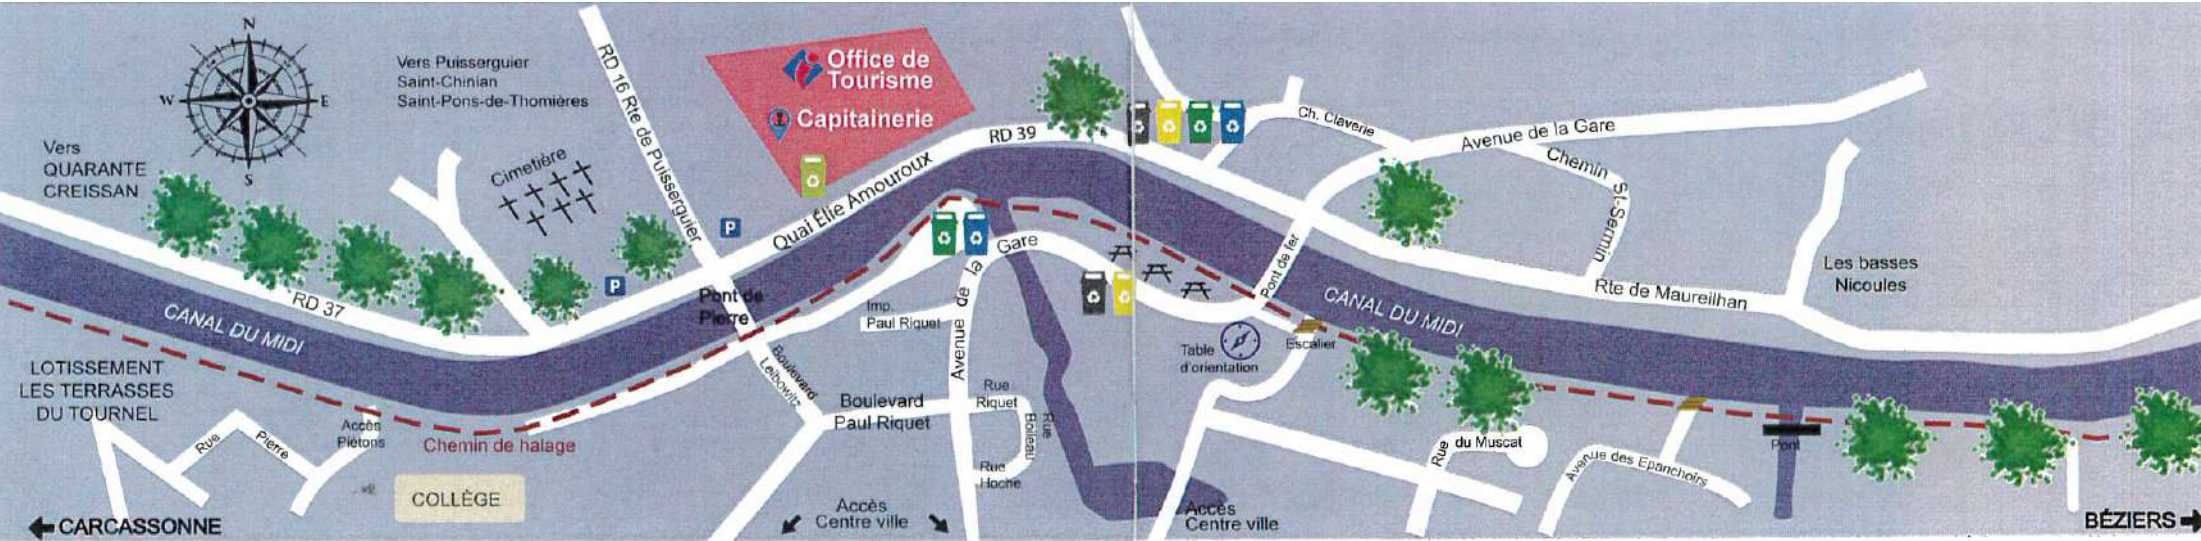 N
W
E
S
Vers Puisserguier
Saint-Chinian
Saint-Pons-de-Thomières
Vers
QUARANTE
CREISSAN
Cimetière
RD 16 Rte de Puisserguier
P
P
Office de
Tourisme
Capitainerie
Quai Élie Amouroux
RD 39
Ch. Claverie
Avenue de la Gare
Chemin
St-Sermin
Les basses
Nicoules
Rte de Maureilhan
RD 37
CANAL DU MIDI
Pont de
Pierre
Imp.
Paul Riquet
Avenue de la Gare
Pont de fer
CANAL DU MIDI
Table
d'orientation
Escalier
LOTISSEMENT
LES TERRASSES
DU TOURNEL
Rue
Pierre
Accès
Piétons
Chemin de halage
COLLÈGE
Boulevard
Leibowitz
Boulevard
Paul Riquet
Rue
Riquet
Rue
Boileau
Rue
Hoche
Rue
du Muscat
Avenue des Epanchoirs
Pont
CARCASSONNE
Accès
Centre ville
Accès
Centre ville
BÉZIERS